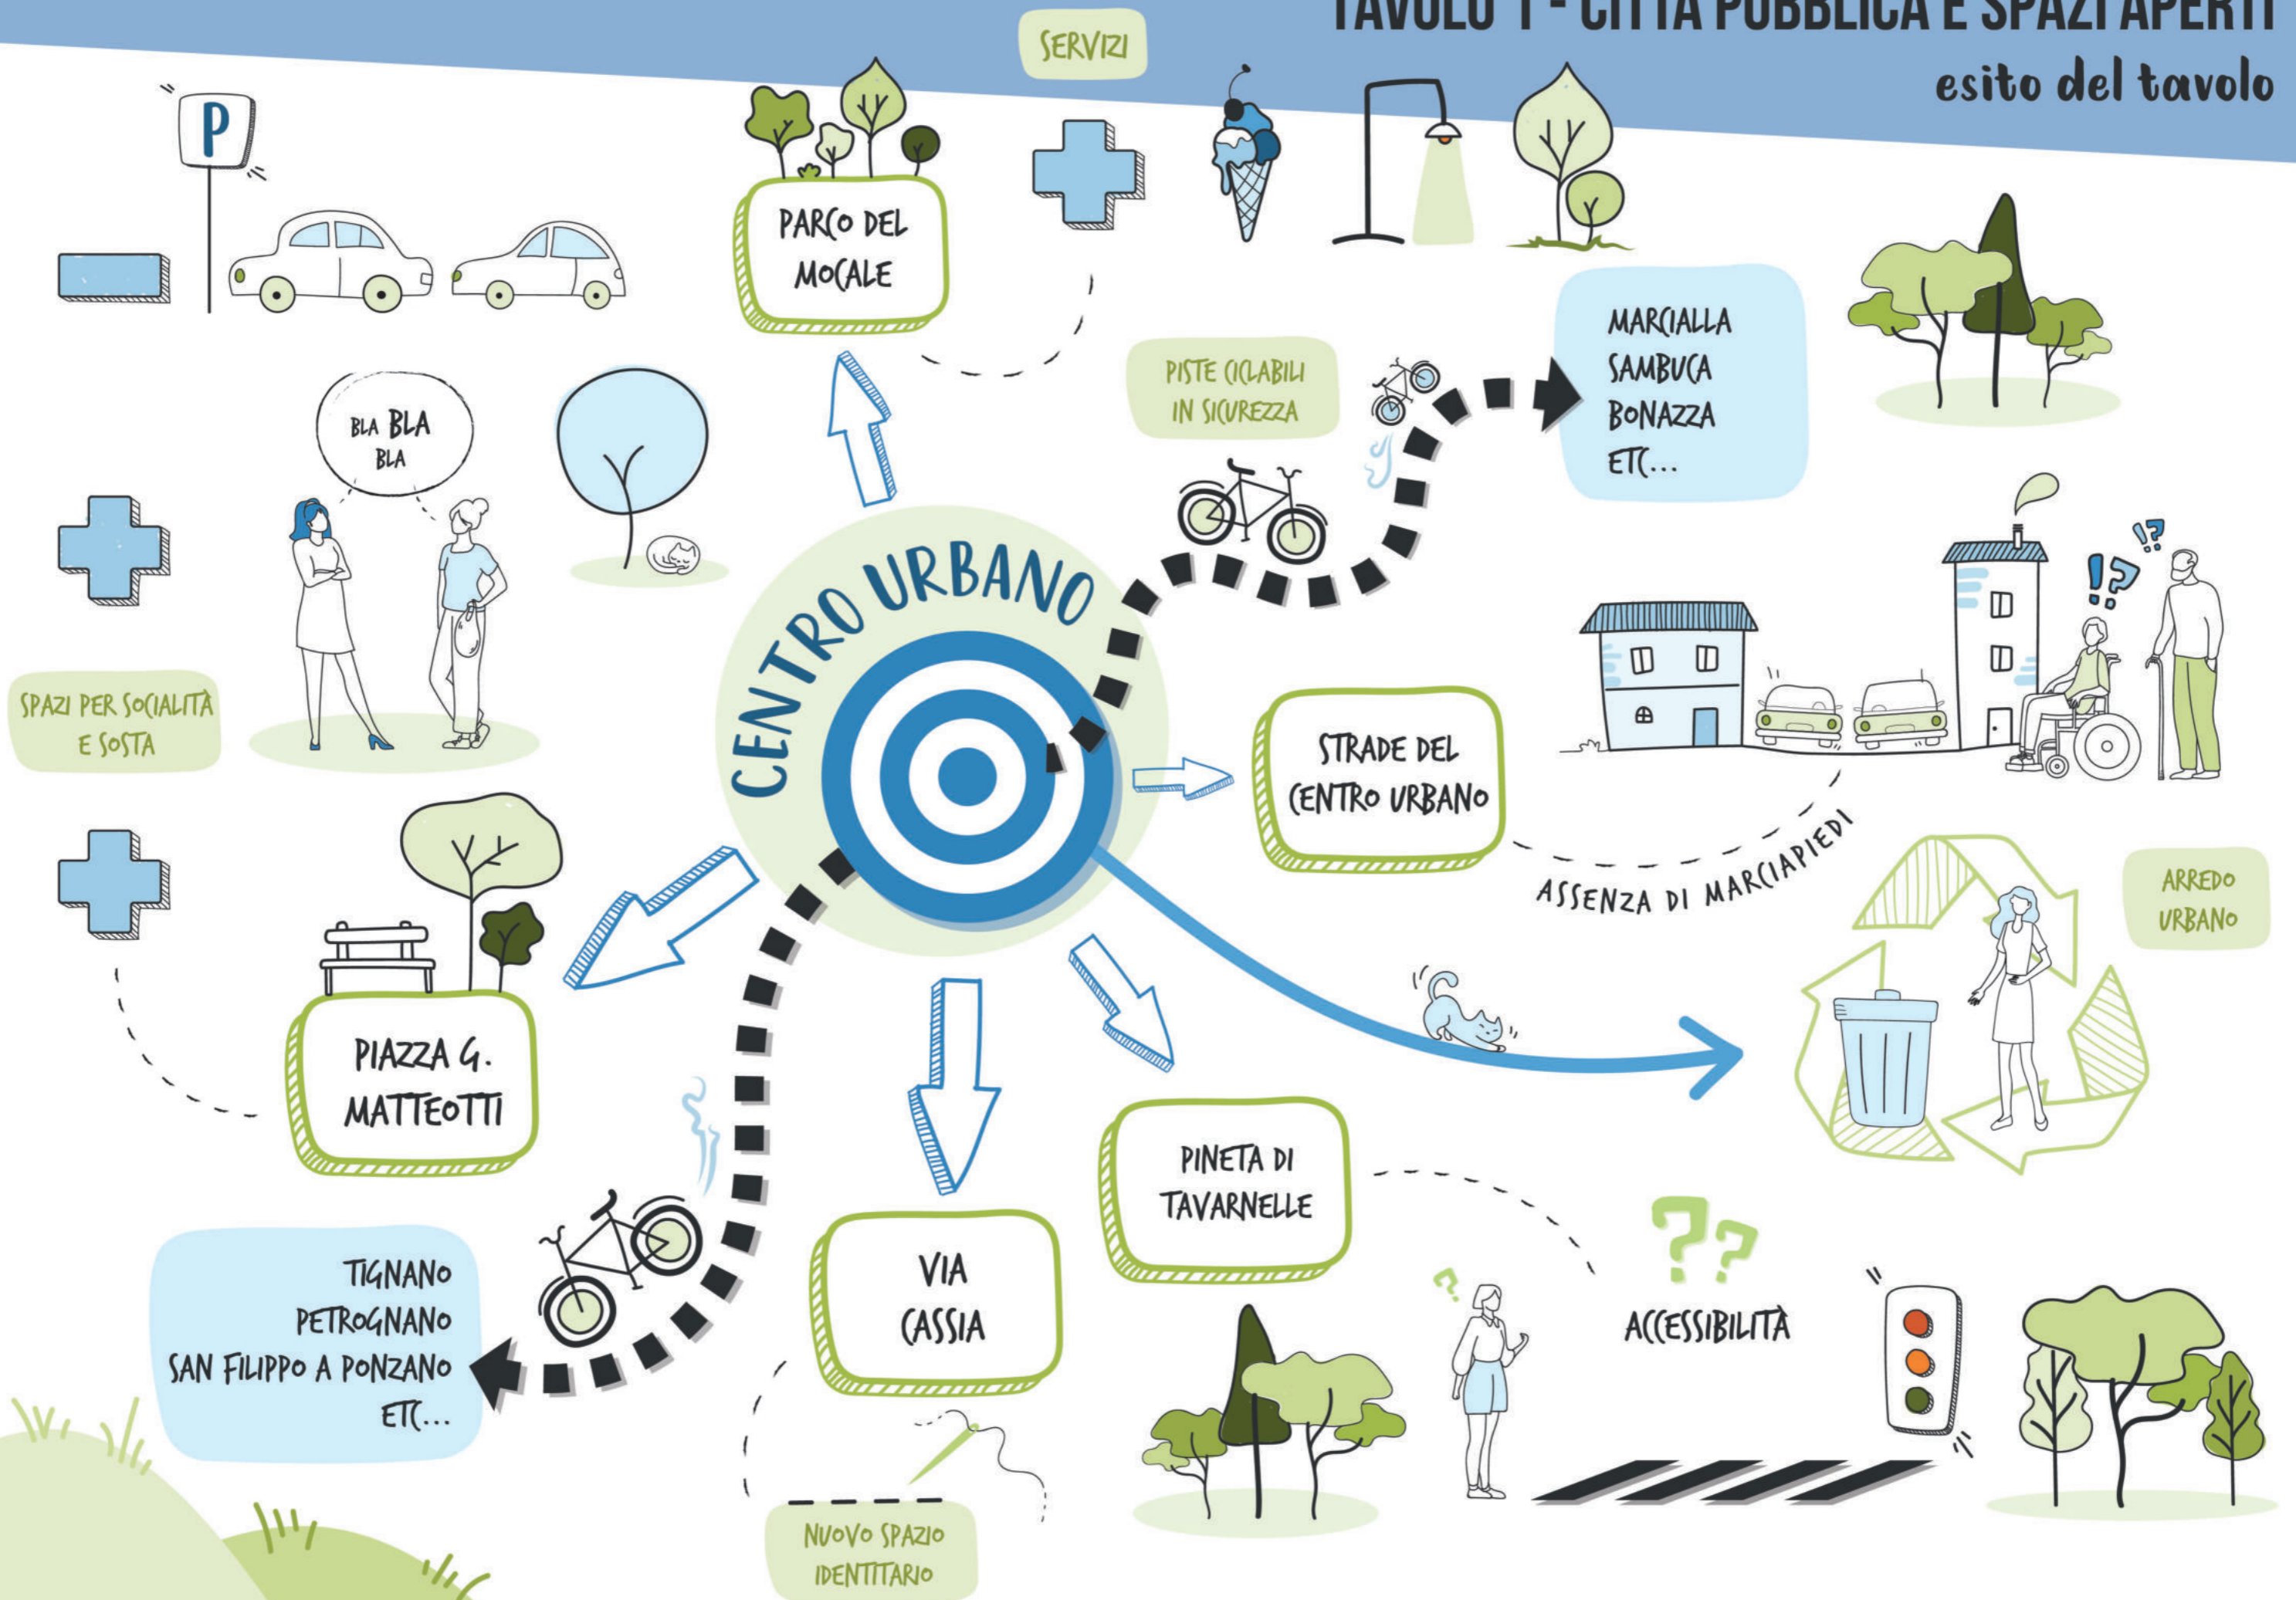 TAVOLO 1 - CITTÀ PUBBLICA E SPAZI APERTI
esito del tavolo
SERVIZI
P
PARCO DEL
MOCALE
PISTE CICLABILI
IN SICUREZZA
MARCIALLA
SAMBUCA
BONAZZA
ETC...
BLA BLA
BLA
!?
!?
CENTRO URBANO
SPAZI PER SOCIALITÀ
E SOSTA
STRADE DEL
CENTRO URBANO
ASSENZA DI MARCIAPIEDI
ARREDO
URBANO
PIAZZA G.
MATTEOTTI
PINETA DI
TAVARNELLE
VIA
CASSIA
TIGNANO
PETROGNANO
SAN FILIPPO A PONZANO
ETC...
??
?
ACCESSIBILITÀ
NUOVO SPAZIO
IDENTITARIO